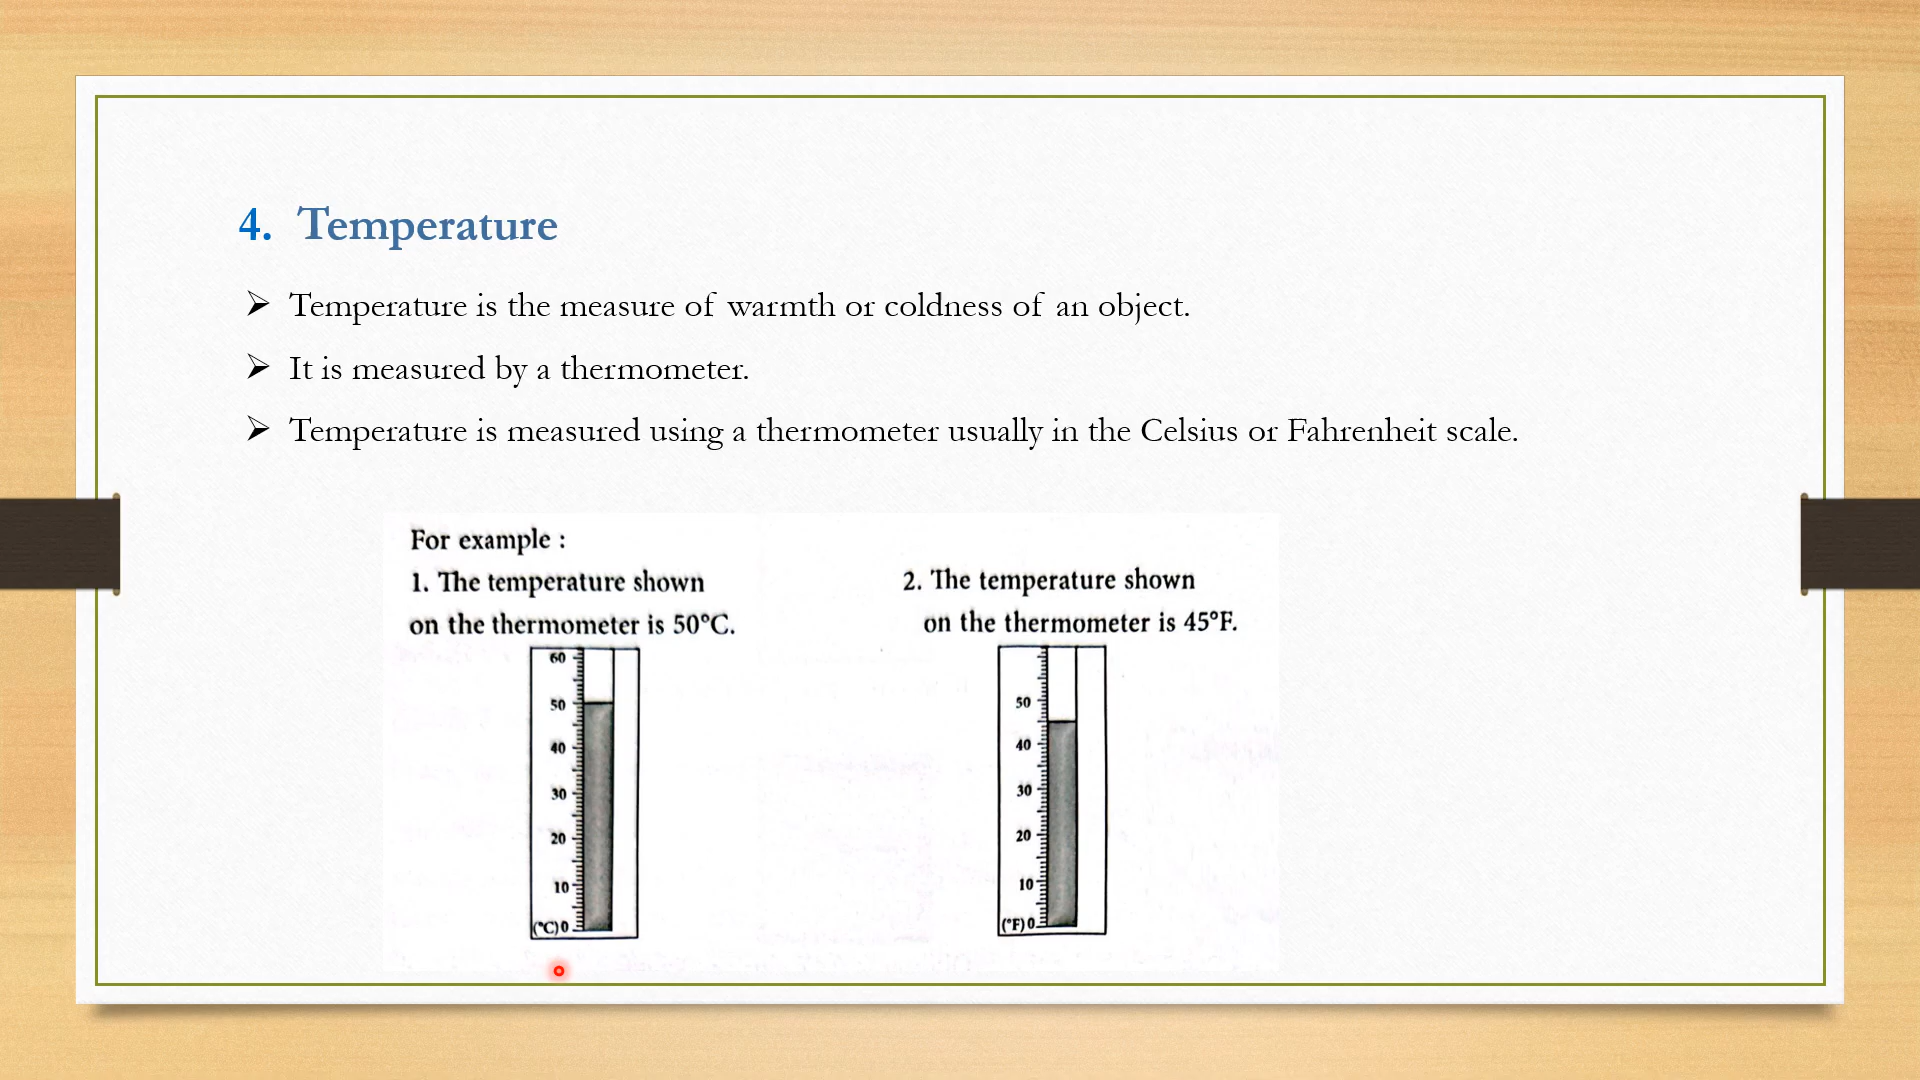 4. Temperature
➢ Temperature is the measure of warmth or coldness of an object.
➢ It is measured by a thermometer.
➢ Temperature is measured using a thermometer usually in the Celsius or Fahrenheit scale.
For example :
1. The temperature shown
on the thermometer is 50°C.
2. The temperature shown
on the thermometer is 45°F.
60
50
40
30
20
10
(°C) 0
50
40
30
20
10
(°F) 0